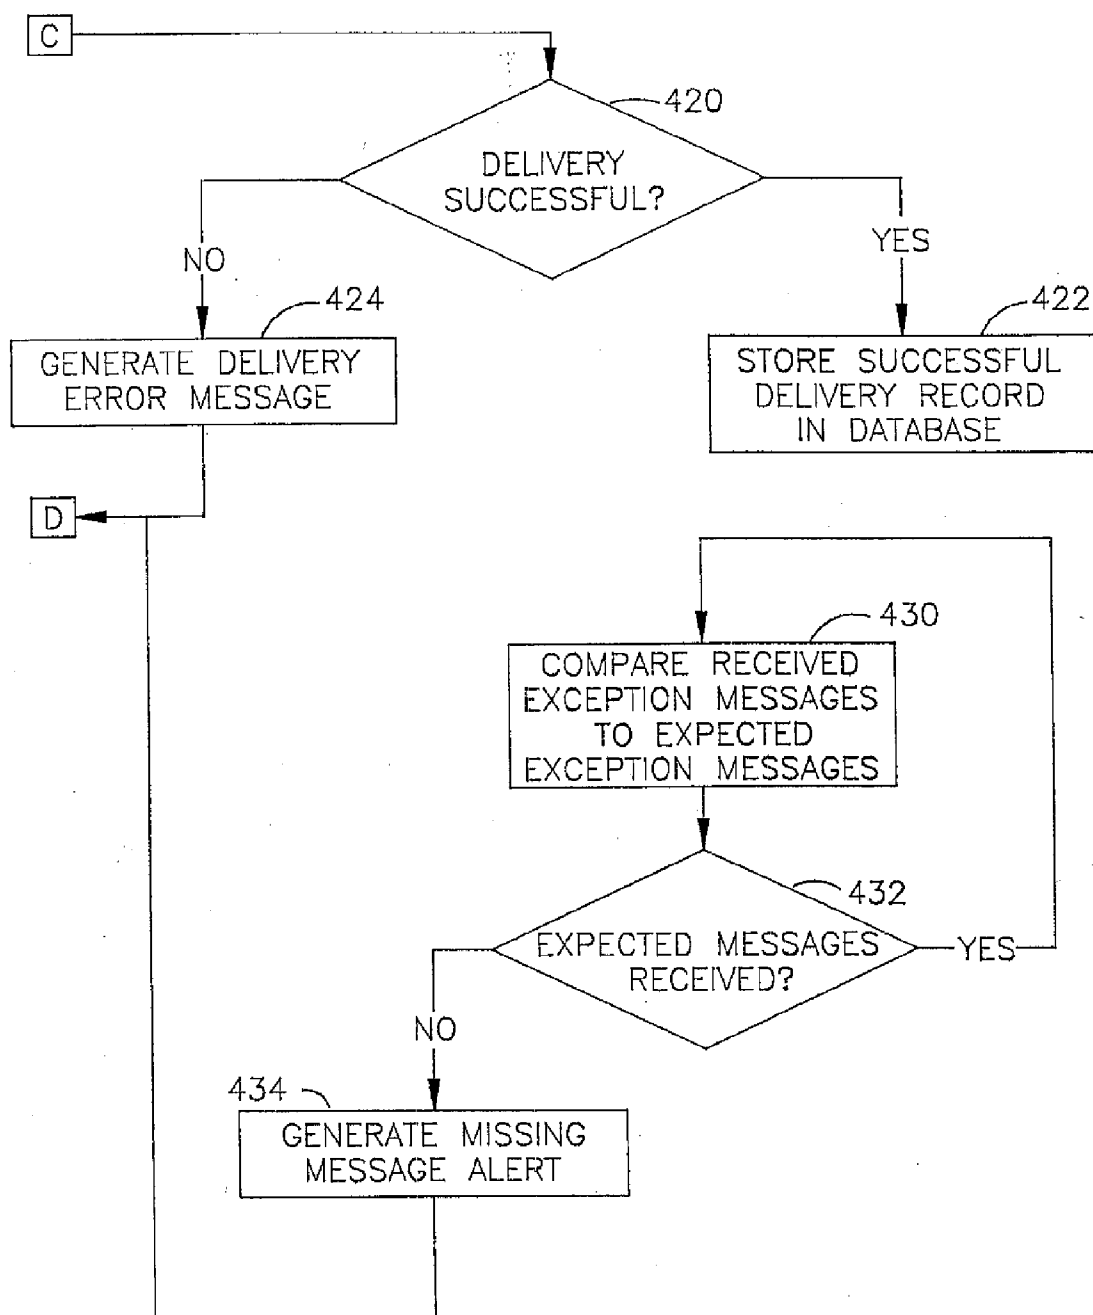 C
420
DELIVERY
SUCCESSFUL?
NO
YES
424
GENERATE DELIVERY
ERROR MESSAGE
422
STORE SUCCESSFUL
DELIVERY RECORD
IN DATABASE
D
430
COMPARE RECEIVED
EXCEPTION MESSAGES
TO EXPECTED
EXCEPTION MESSAGES
432
EXPECTED MESSAGES
RECEIVED?
YES
NO
434
GENERATE MISSING
MESSAGE ALERT